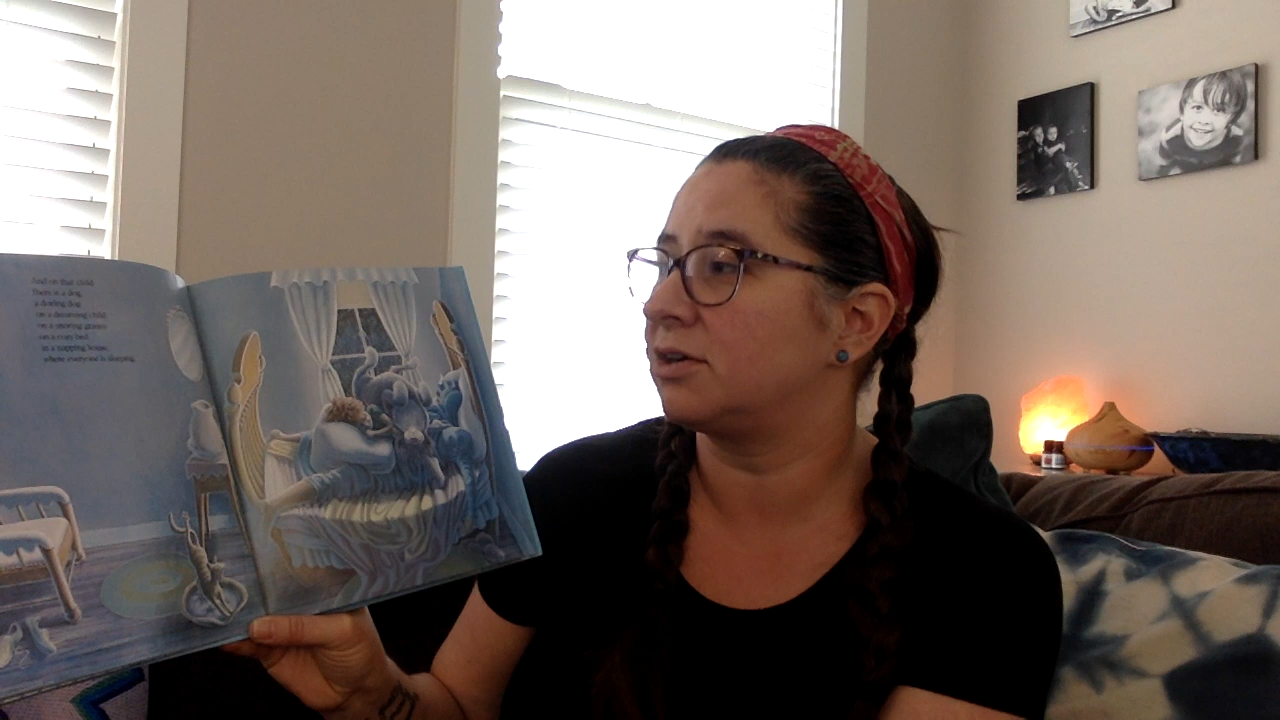 And on that child
There is a dog,
a dozing dog
on a dreaming child
on a snoring granny
on a cozy bed
in a napping house,
where everyone is sleeping.